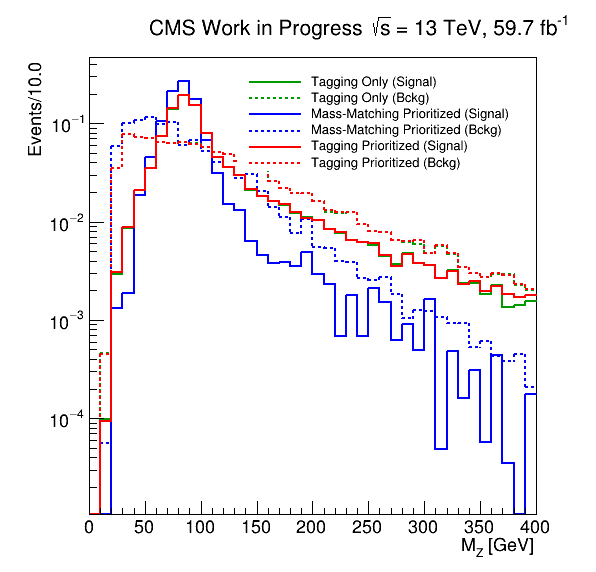 CMS Work in Progress √s = 13 TeV, 59.7 fb⁻¹
Events/10.0
Tagging Only (Signal)
Tagging Only (Bckg)
Mass-Matching Prioritized (Signal)
Mass-Matching Prioritized (Bckg)
Tagging Prioritized (Signal)
Tagging Prioritized (Bckg)
10⁻¹
10⁻²
10⁻³
10⁻⁴
0 50 100 150 200 250 300 350 400
M_Z [GeV]